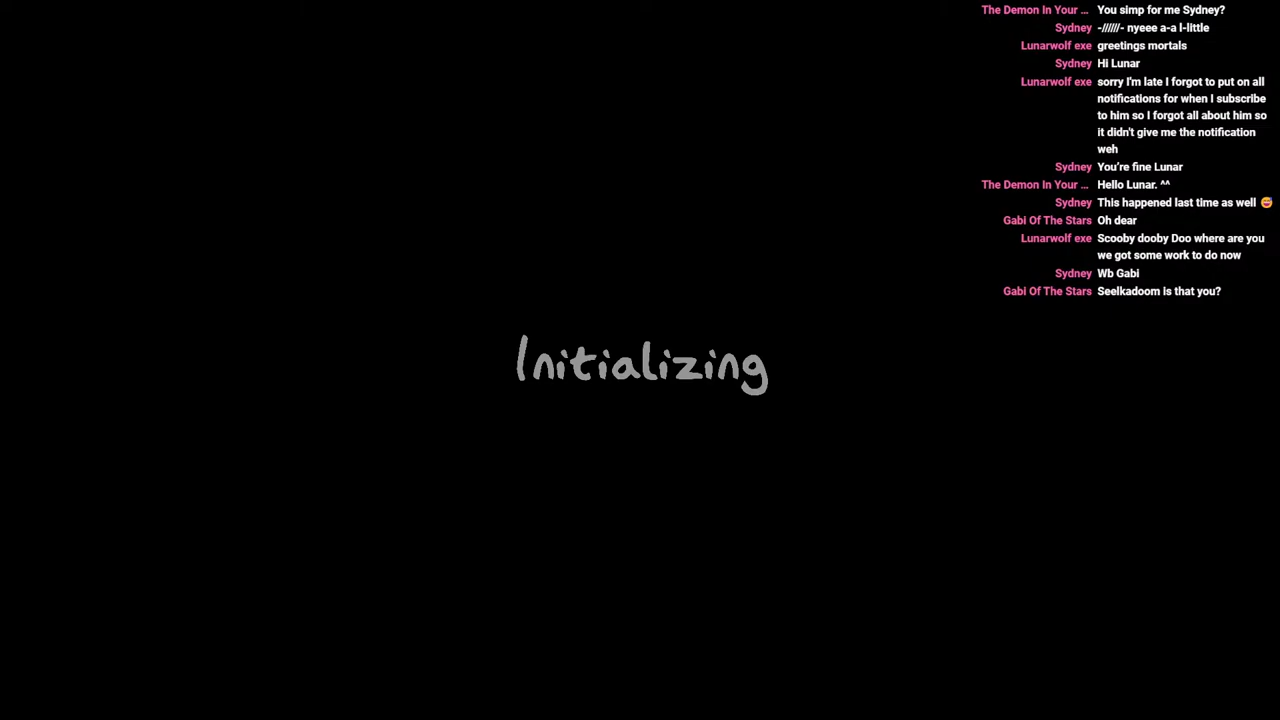 The Demon In Your ... You simp for me Sydney?
Sydney -//////- nyeee a-a l-little
Lunarwolf exe greetings mortals
Sydney Hi Lunar
Lunarwolf exe sorry I'm late I forgot to put on all
notifications for when I subscribe
to him so I forgot all about him so
it didn't give me the notification
weh
Sydney You’re fine Lunar
The Demon In Your ... Hello Lunar. ^^
Sydney This happened last time as well 😅
Gabi Of The Stars Oh dear
Lunarwolf exe Scooby dooby Doo where are you
we got some work to do now
Sydney Wb Gabi
Gabi Of The Stars Seelkadoom is that you?
Initializing